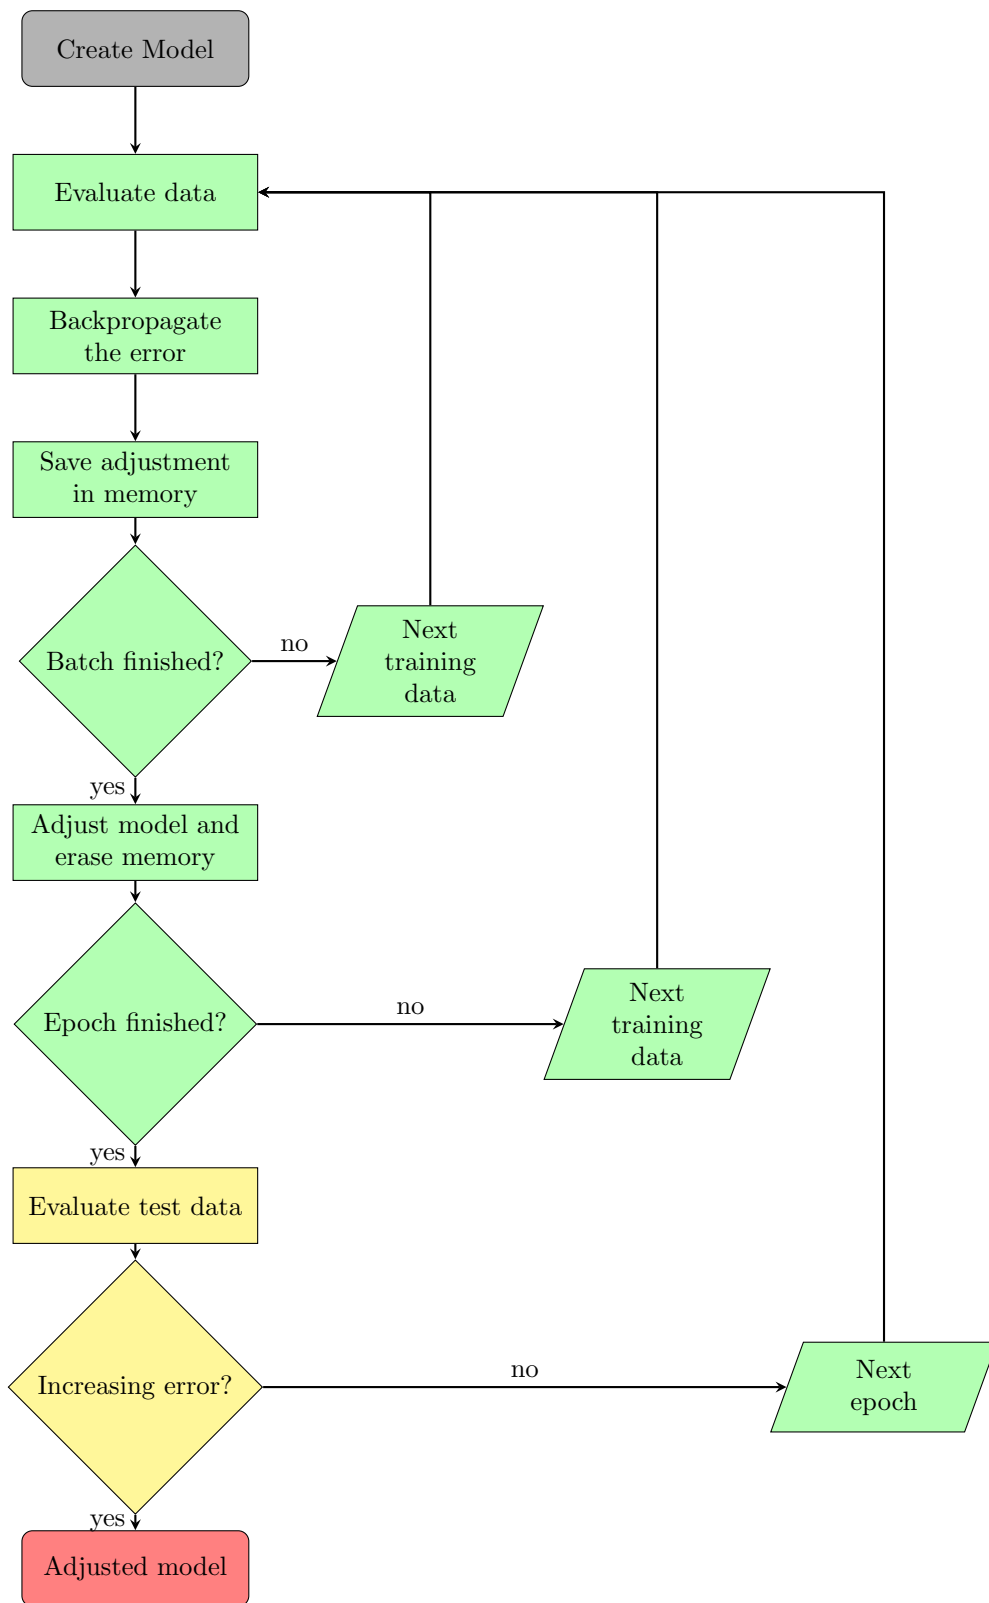 Create Model
Evaluate data
Backpropagate
the error
Save adjustment
in memory
Batch finished?
no
Next
training
data
yes
Adjust model and
erase memory
Epoch finished?
no
Next
training
data
yes
Evaluate test data
Increasing error?
no
Next
epoch
yes
Adjusted model